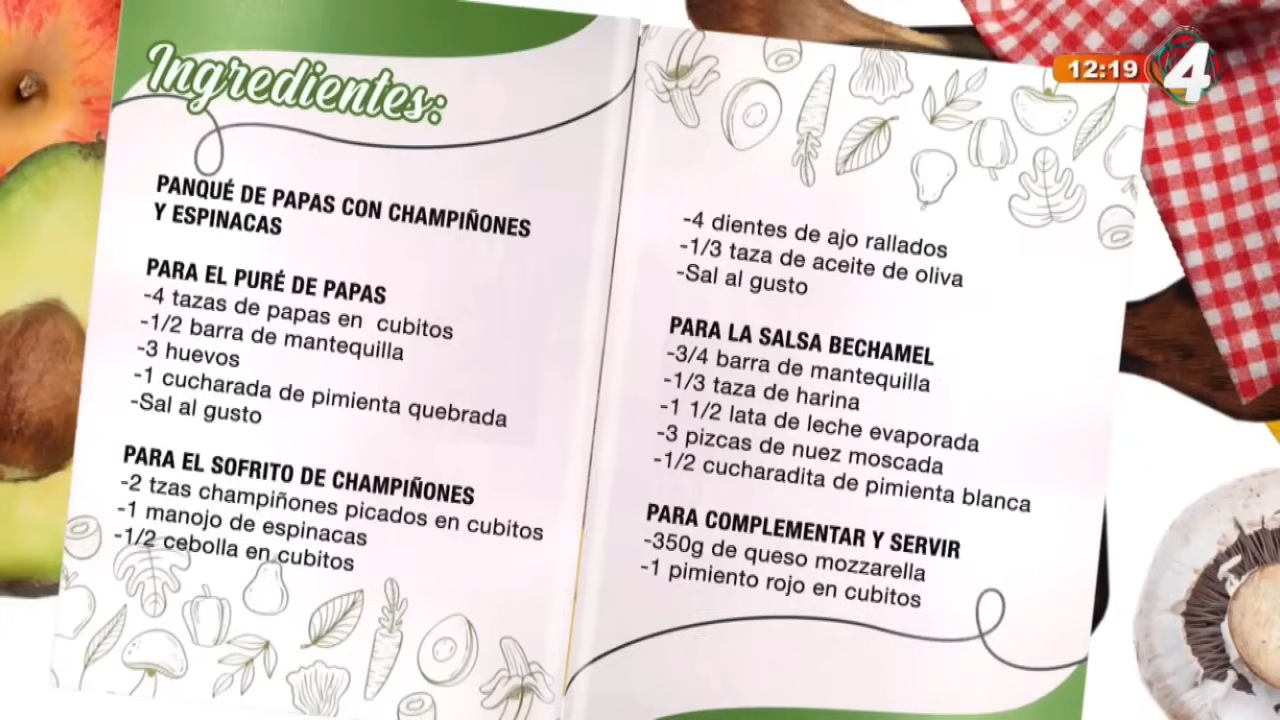 Ingredientes:
PANQUÉ DE PAPAS CON CHAMPIÑONES
Y ESPINACAS
PARA EL PURÉ DE PAPAS
-4 tazas de papas en cubitos
-1/2 barra de mantequilla
-3 huevos
-1 cucharada de pimienta quebrada
-Sal al gusto
PARA EL SOFRITO DE CHAMPIÑONES
-2 tzas champiñones picados en cubitos
-1 manojo de espinacas
-1/2 cebolla en cubitos
-4 dientes de ajo rallados
-1/3 taza de aceite de oliva
-Sal al gusto
PARA LA SALSA BECHAMEL
-3/4 barra de mantequilla
-1/3 taza de harina
-1 1/2 lata de leche evaporada
-3 pizcas de nuez moscada
-1/2 cucharadita de pimienta blanca
PARA COMPLEMENTAR Y SERVIR
-350g de queso mozzarella
-1 pimiento rojo en cubitos
12:19
4